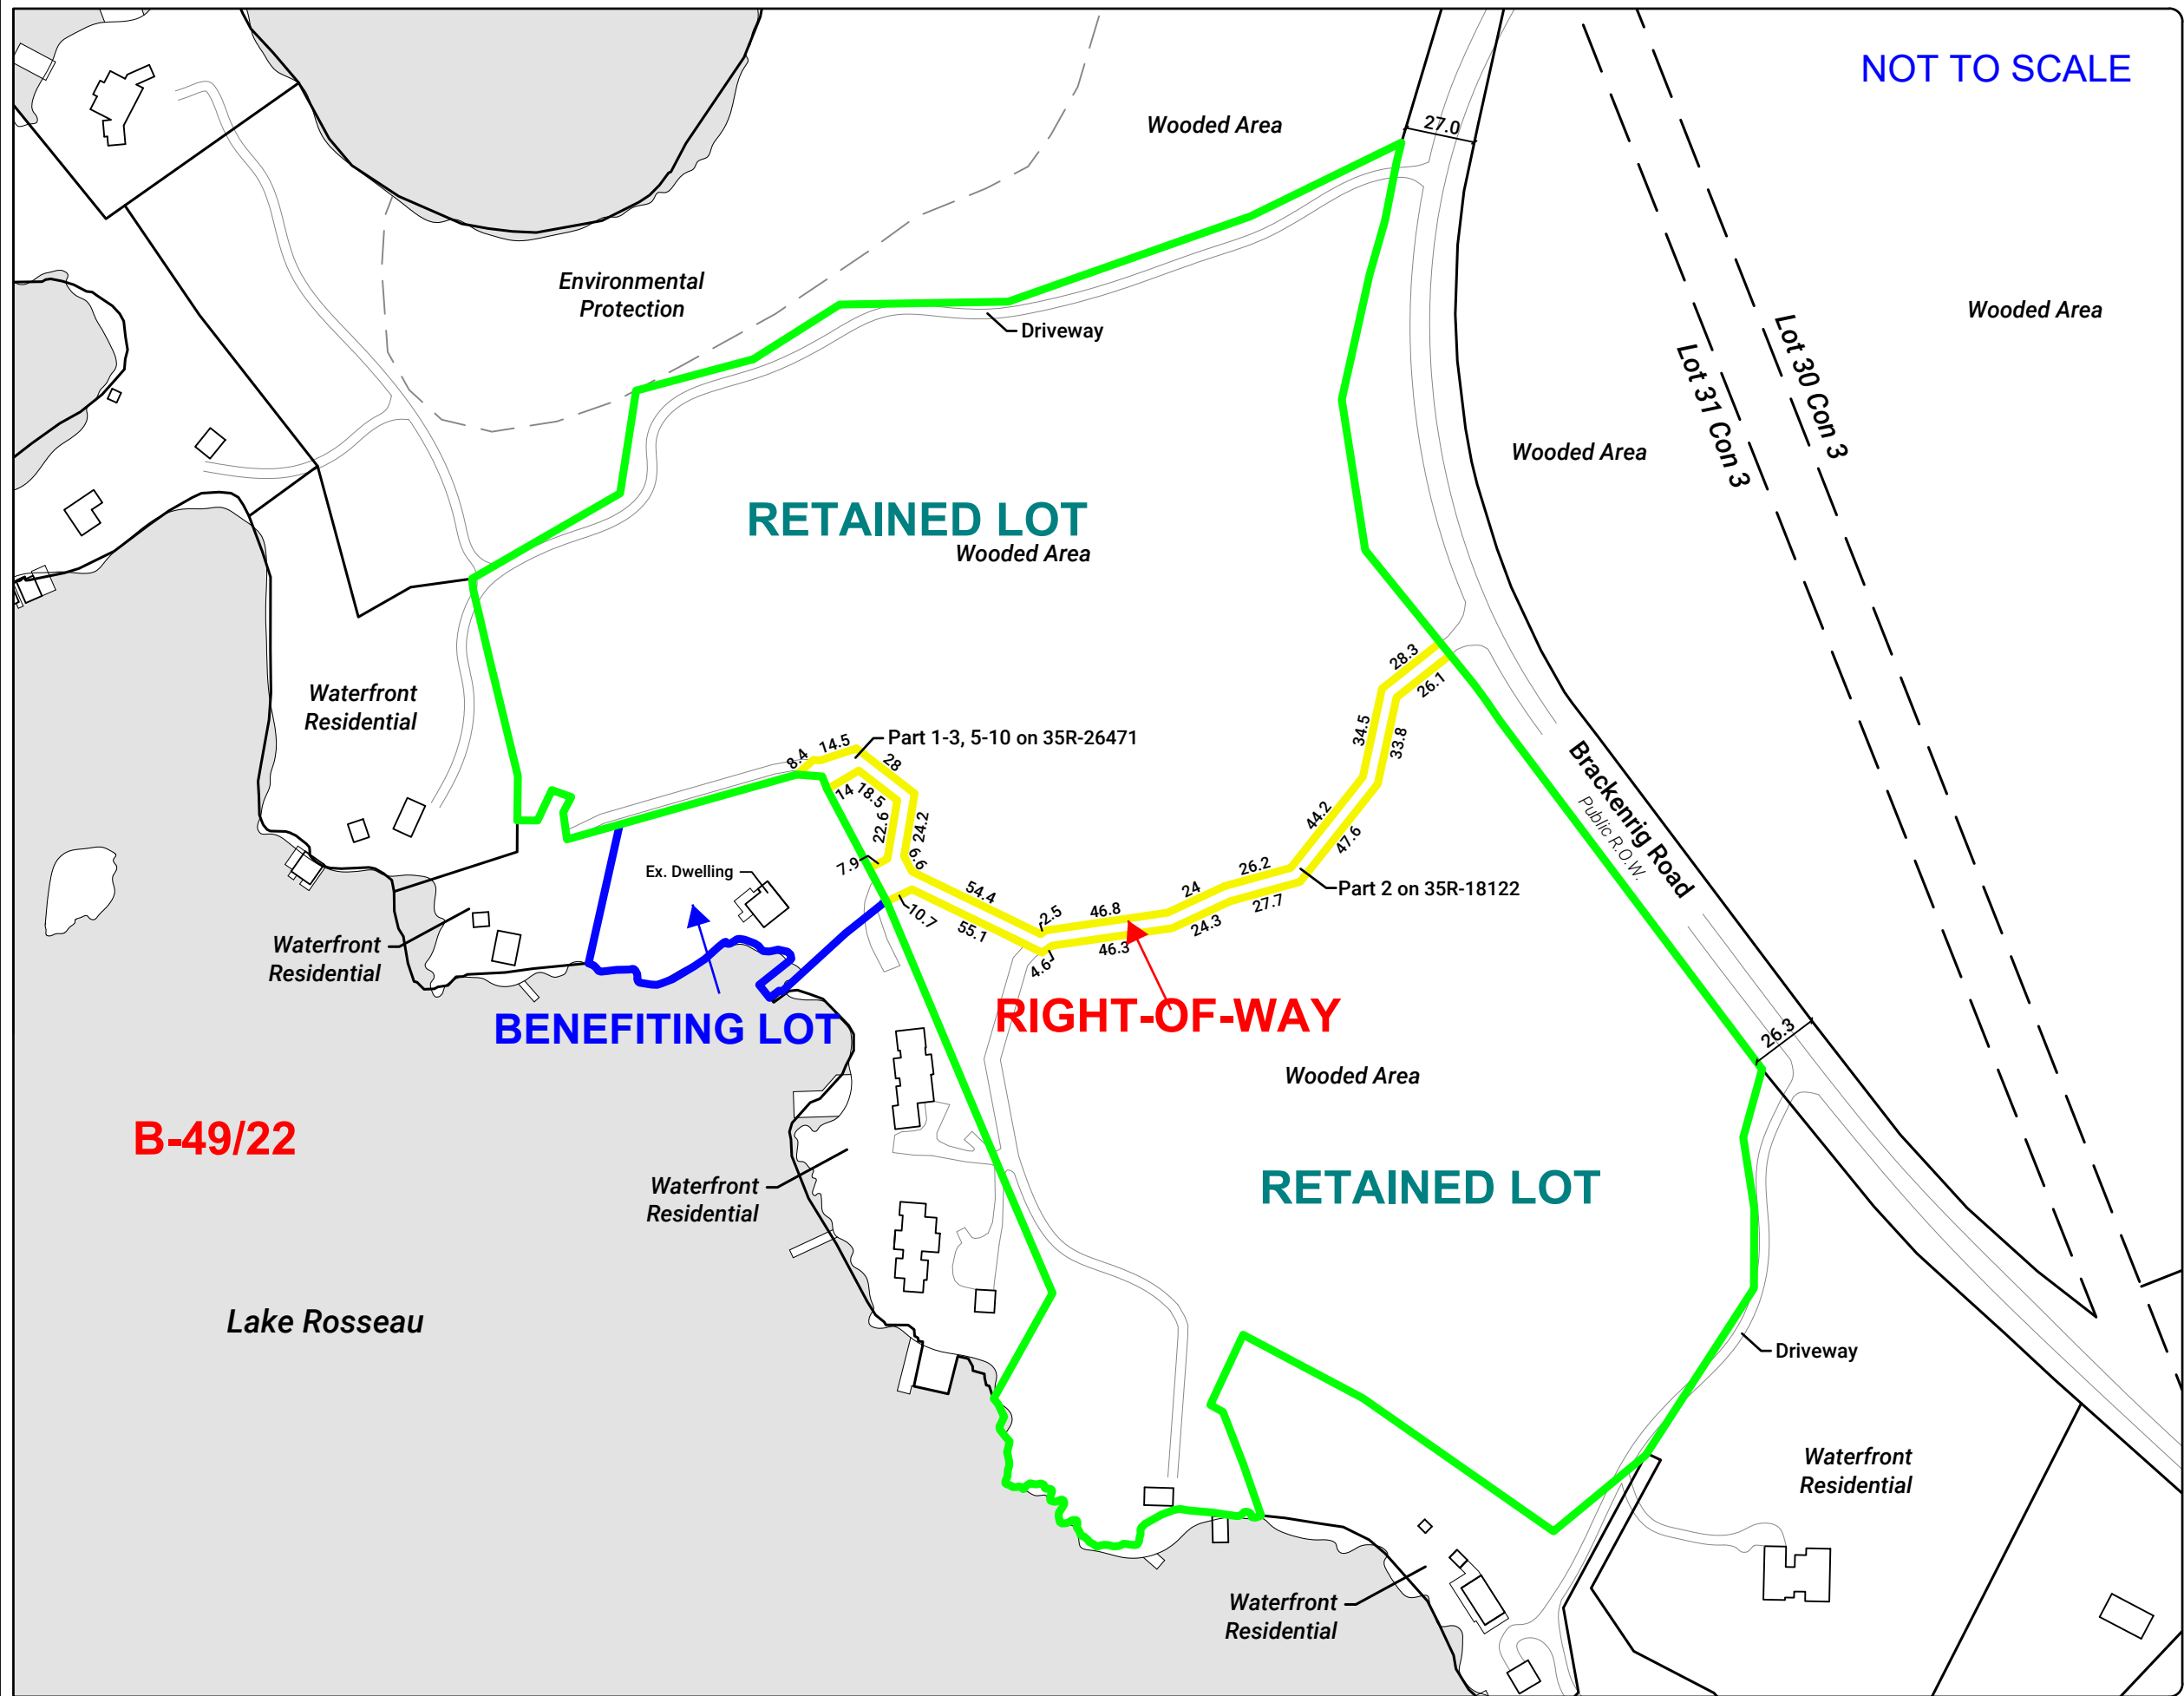 NOT TO SCALE
Wooded Area
27.0
Environmental
Protection
Wooded Area
Driveway
Lot 30 Con 3
Lot 31 Con 3
Wooded Area
RETAINED LOT
Wooded Area
Waterfront
Residential
28.3
26.1
34.5
33.8
8.4
14.5
Part 1-3, 5-10 on 35R-26471
28
14
18.5
22.6
24.2
6.6
7.9
44.2
47.6
Brackenrig Road
Public R.O.W.
Ex. Dwelling
26.2
Part 2 on 35R-18122
24
27.7
54.4
2.5
46.8
24.3
10.7
55.1
46.3
4.6
Waterfront
Residential
BENEFITING LOT
RIGHT-OF-WAY
26.3
Wooded Area
B-49/22
Waterfront
Residential
RETAINED LOT
Lake Rosseau
Driveway
Waterfront
Residential
Waterfront
Residential